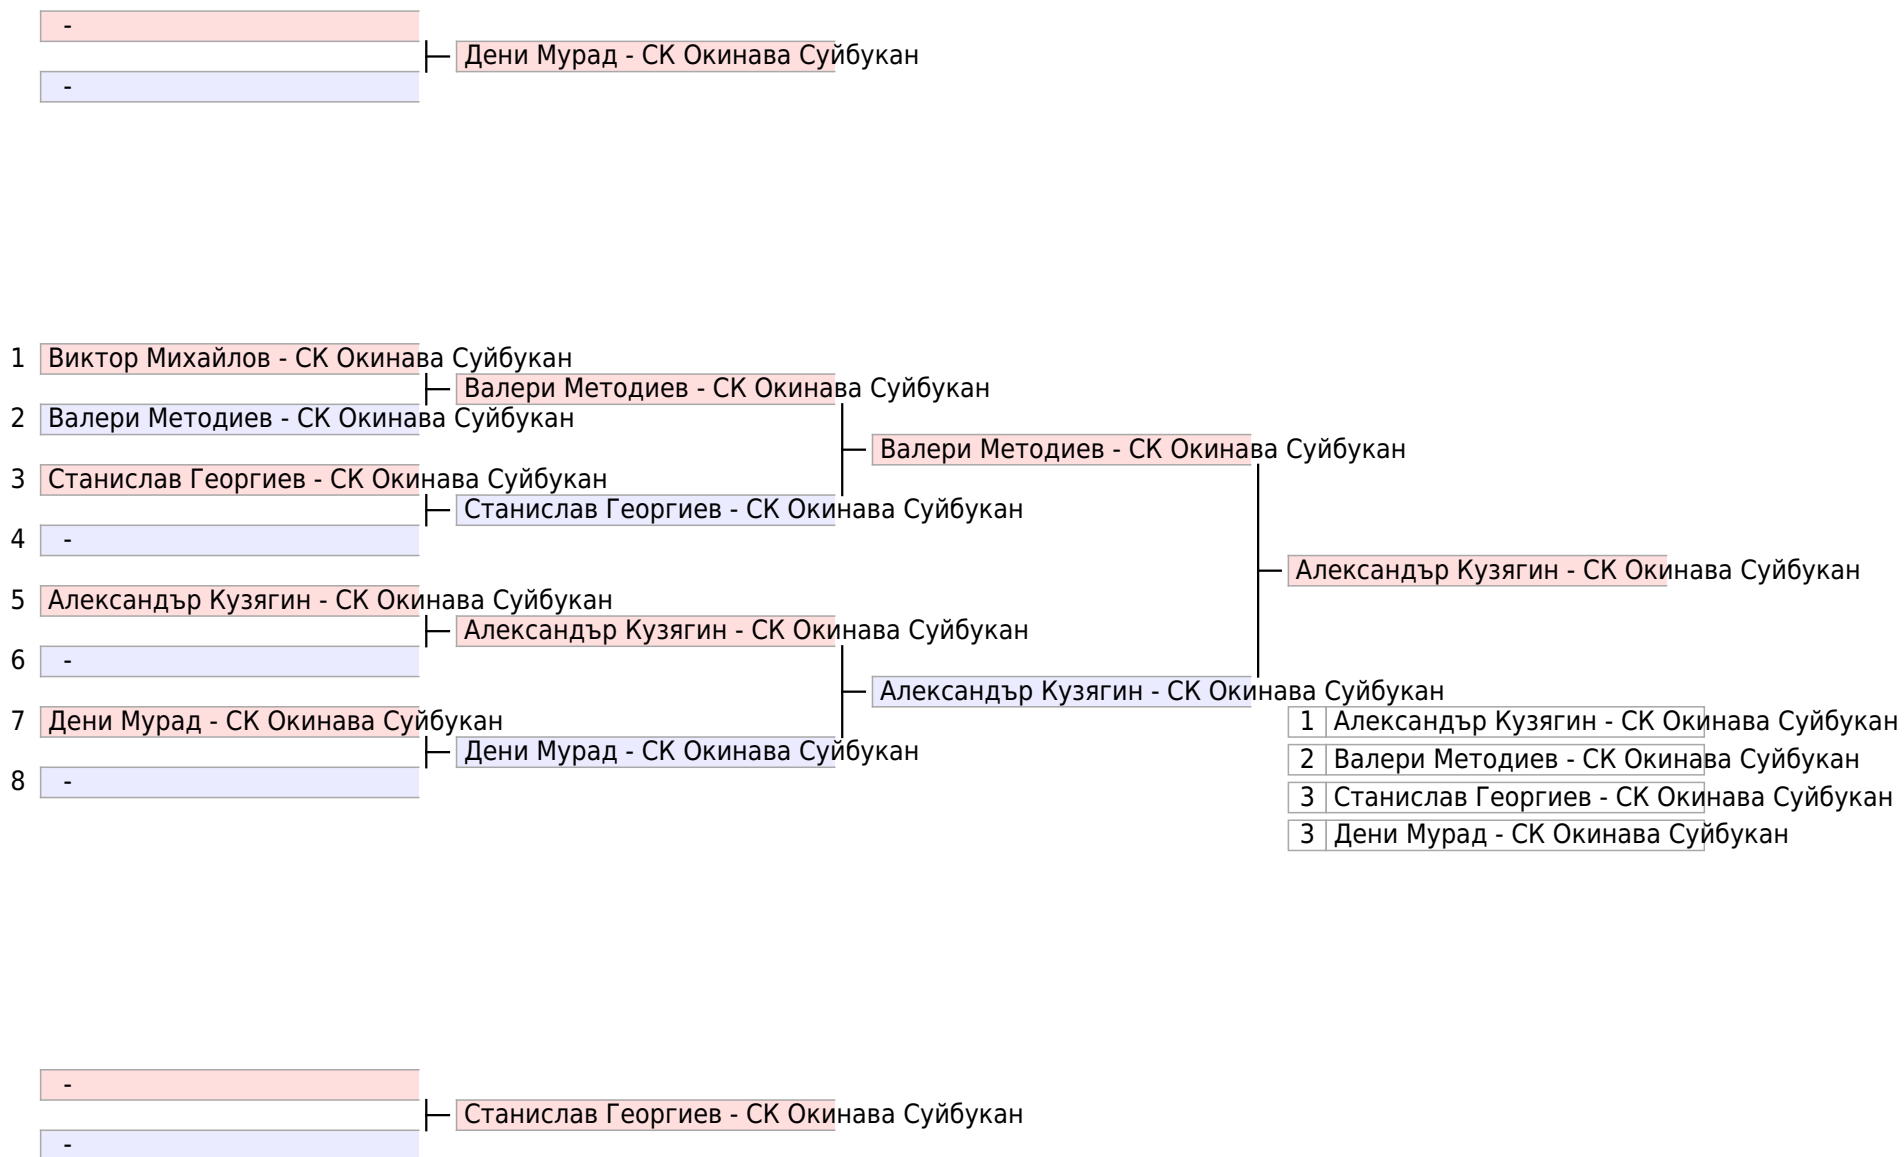 -
Дени Мурад - СК Окинава Суйбукан
-
1 Виктор Михайлов - СК Окинава Суйбукан
Валери Методиев - СК Окинава Суйбукан
2 Валери Методиев - СК Окинава Суйбукан
Валери Методиев - СК Окинава Суйбукан
3 Станислав Георгиев - СК Окинава Суйбукан
Станислав Георгиев - СК Окинава Суйбукан
4 -
Александър Кузягин - СК Окинава Суйбукан
5 Александър Кузягин - СК Окинава Суйбукан
Александър Кузягин - СК Окинава Суйбукан
6 -
Александър Кузягин - СК Окинава Суйбукан
7 Дени Мурад - СК Окинава Суйбукан
1 Александър Кузягин - СК Окинава Суйбукан
Дени Мурад - СК Окинава Суйбукан
2 Валери Методиев - СК Окинава Суйбукан
8 -
3 Станислав Георгиев - СК Окинава Суйбукан
3 Дени Мурад - СК Окинава Суйбукан
-
Станислав Георгиев - СК Окинава Суйбукан
-